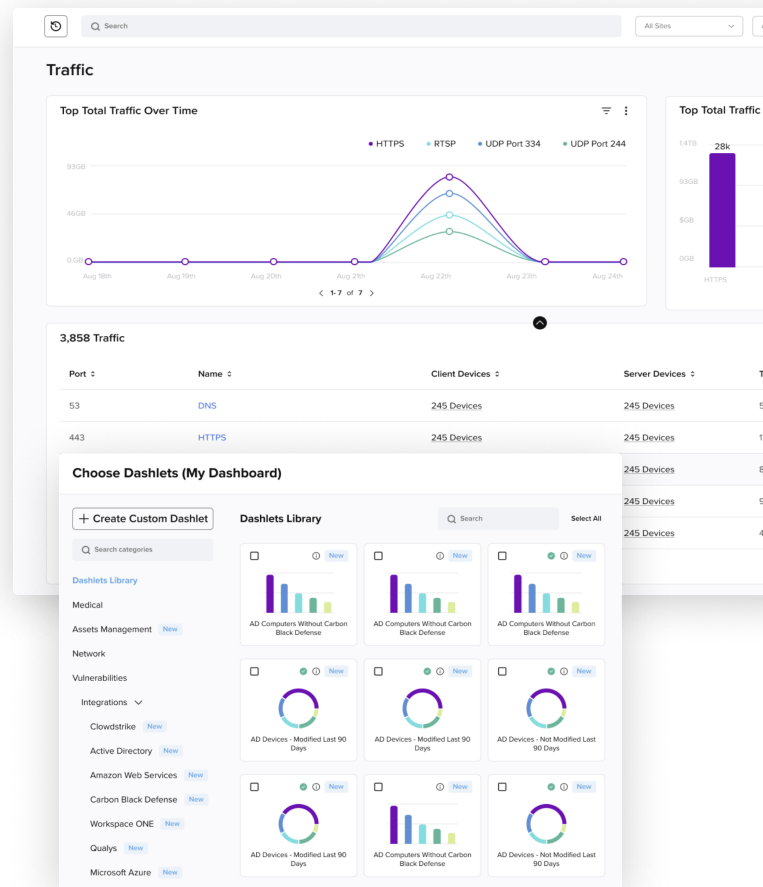 Search
All Sites
A
Traffic
Top Total Traffic Over Time
HTTPS
RTSP
UDP Port 334
UDP Port 244
93GB
46GB
0 GB
Aug 18th
Aug 19th
Aug 20th
Aug 21th
Aug 22th
Aug 23th
Aug 24th
1-7 of 7
Top Total Traffic
1.4TB
28k
93GB
$GB
0GB
HTTPS
3,858 Traffic
Port
Name
Client Devices
Server Devices
T
53
DNS
245 Devices
245 Devices
5
443
HTTPS
245 Devices
245 Devices
1
245 Devices
8
245 Devices
9
245 Devices
4
Choose Dashlets (My Dashboard)
+ Create Custom Dashlet
Search categories
Dashlets Library
Medical
Assets Management New
Network
Vulnerabilities
Integrations
Clowdstrike New
Active Directory New
Amazon Web Services New
Carbon Black Defense New
Workspace ONE New
Qualys New
Microsoft Azure New
Dashlets Library
Search
Select All
New
AD Computers Without Carbon
Black Defense
New
AD Computers Without Carbon
Black Defense
New
AD Computers Without Carbon
Black Defense
New
AD Devices - Modified Last 90
Days
New
AD Devices - Modified Last 90
Days
New
AD Devices - Not Modified Last
90 Days
New
AD Devices - Modified Last 90
Days
New
AD Computers Without Carbon
Black Defense
New
AD Devices - Not Modified Last
90 Days